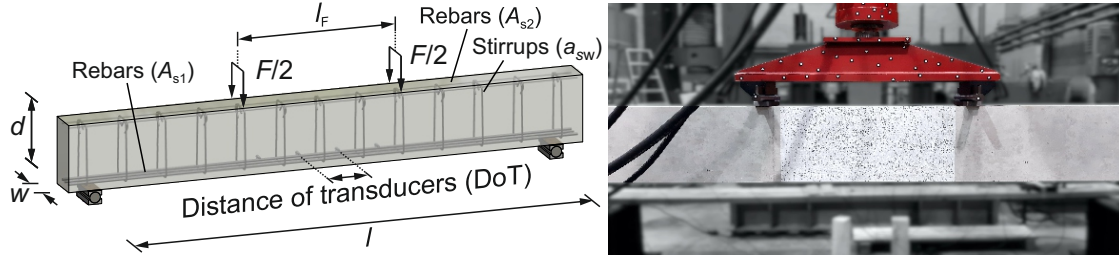 l_F
Rebars (A_s2)
Stirrups (a_sw)
F/2
F/2
Rebars (A_s1)
d
w
Distance of transducers (DoT)
l